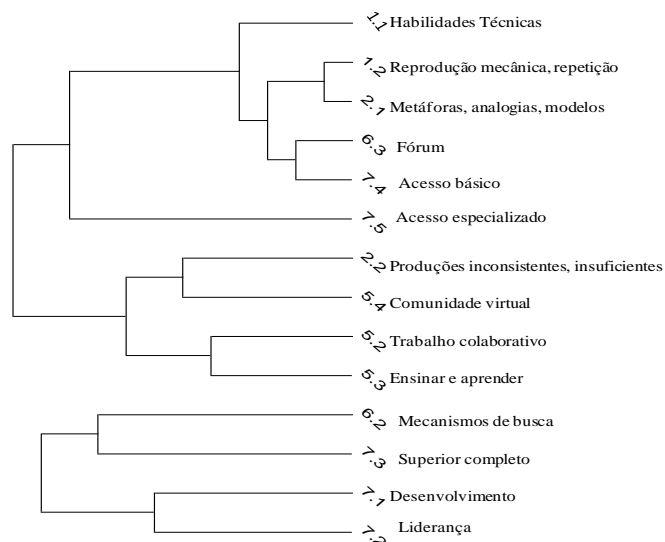 1.1 Habilidades Técnicas
1.2 Reprodução mecânica, repetição
2.1 Metáforas, analogias, modelos
6.3 Fórum
7.4 Acesso básico
7.5 Acesso especializado
2.2 Produções inconsistentes, insuficientes
5.4 Comunidade virtual
5.2 Trabalho colaborativo
5.3 Ensinar e aprender
6.2 Mecanismos de busca
7.3 Superior completo
7.1 Desenvolvimento
7.2 Liderança